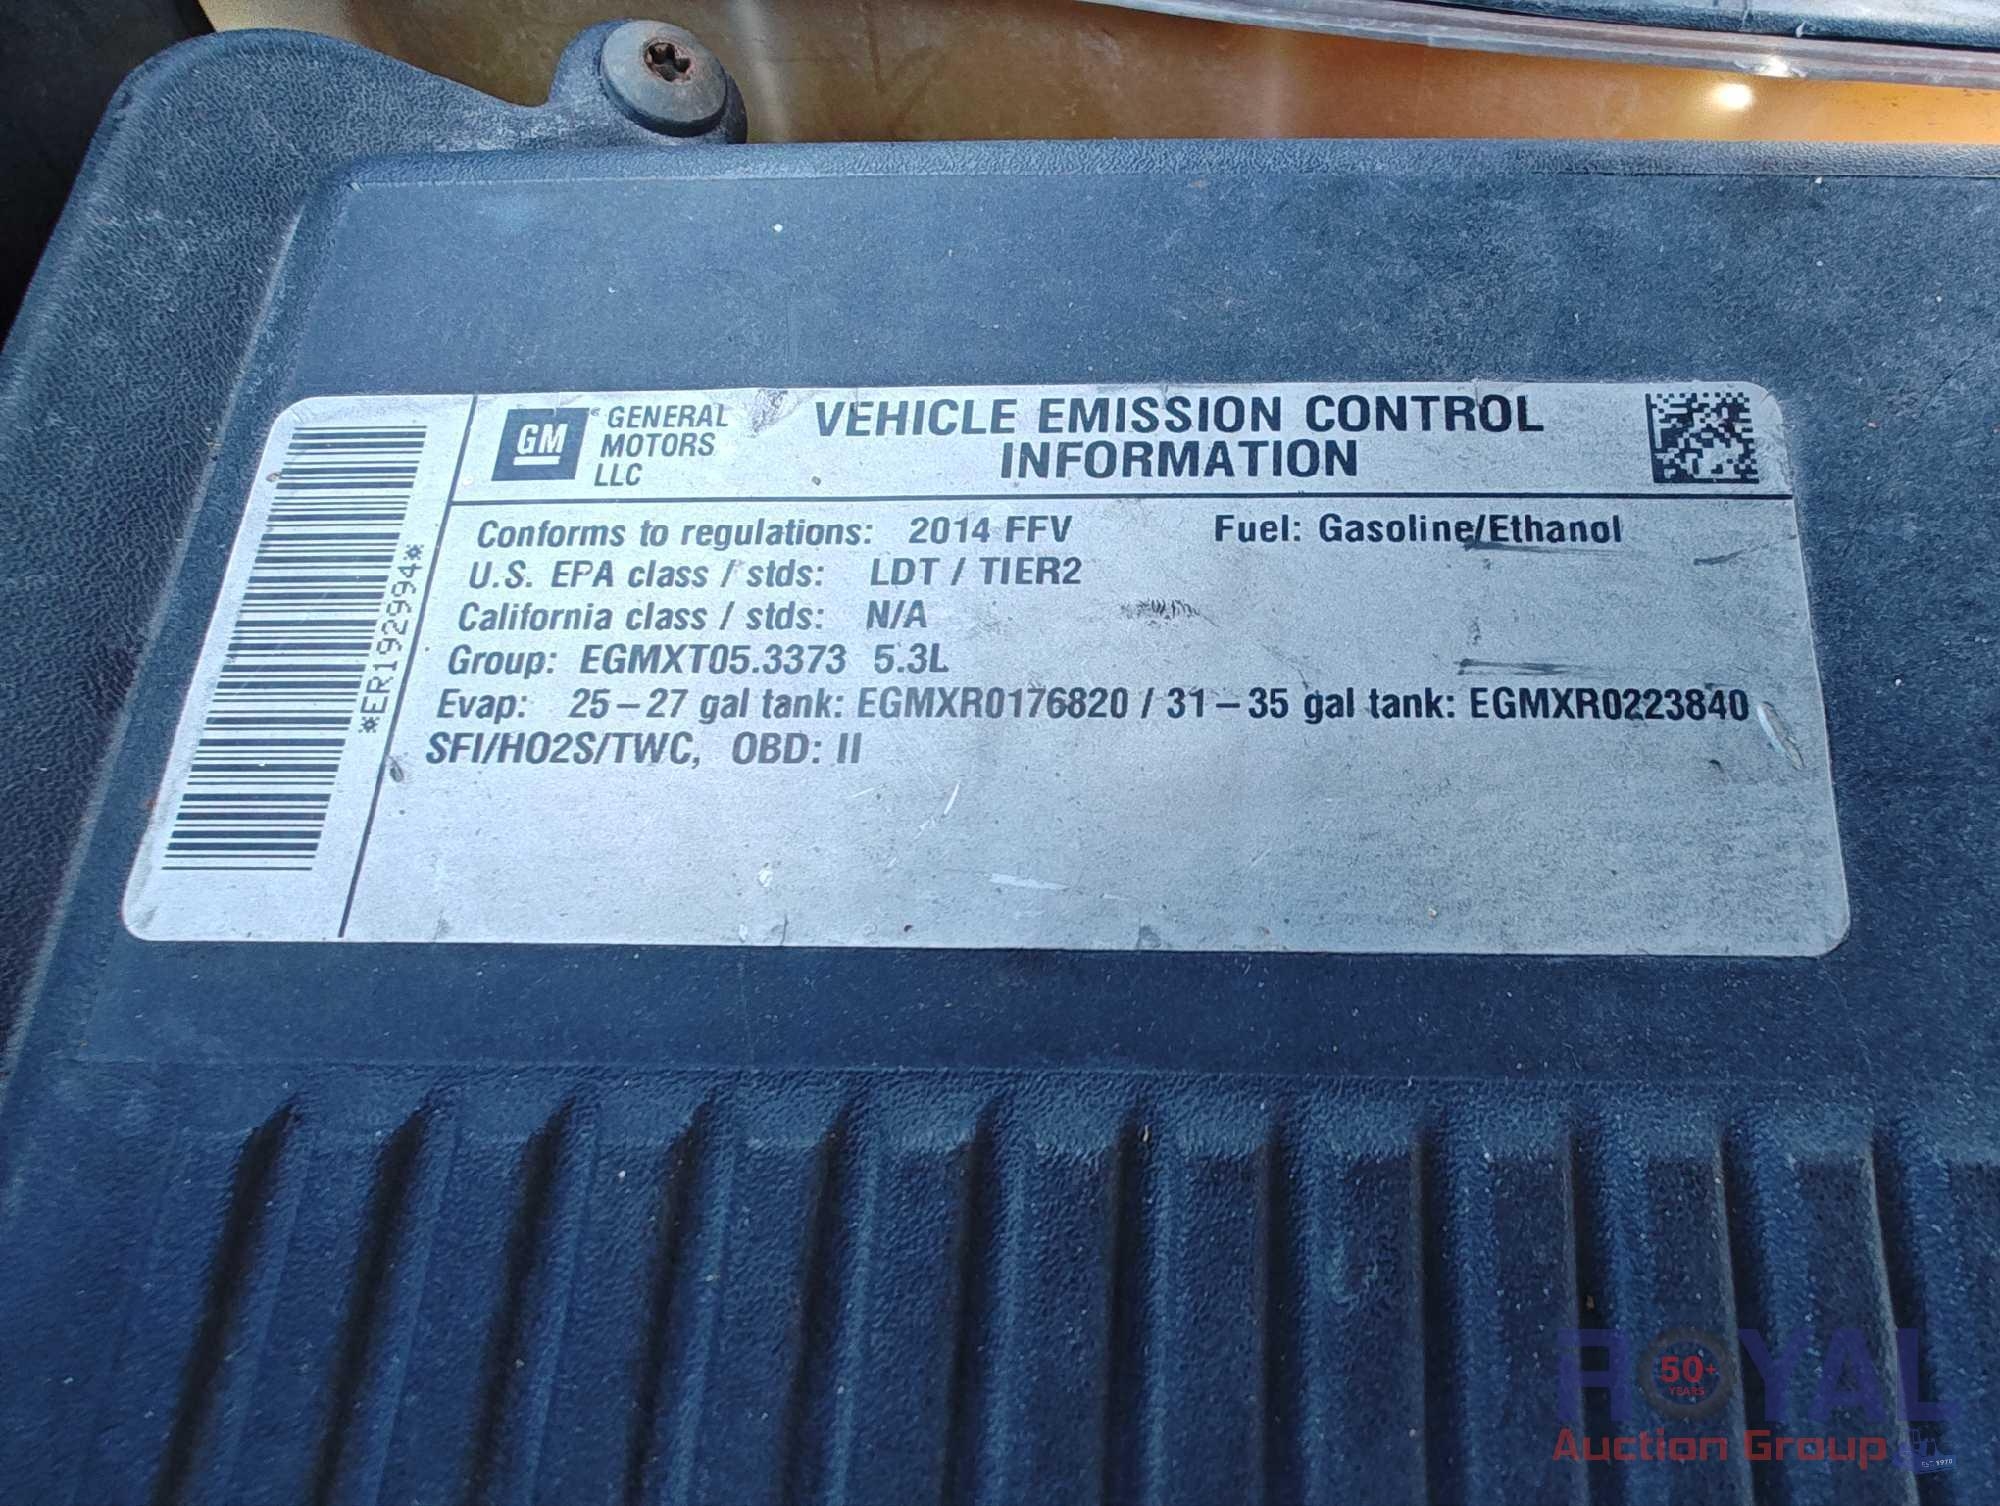 GM
GENERAL
MOTORS
LLC
VEHICLE EMISSION CONTROL
INFORMATION
*ER192994*
Conforms to regulations: 2014 FFV Fuel: Gasoline/Ethanol
U.S. EPA class / stds: LDT / TIER2
California class / stds: N/A
Group: EGMXT05.3373 5.3L
Evap: 25-27 gal tank: EGMXR0176820 / 31-35 gal tank: EGMXR0223840
SFI/HO2S/TWC, OBD: II
ROYAL
50+
YEARS
Auction Group
EST 1970